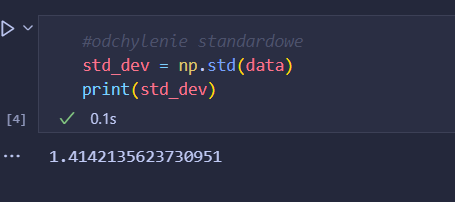 #odchylenie standardowe
std_dev = np.std(data)
print(std_dev)
[4]
0.1s
1.4142135623730951